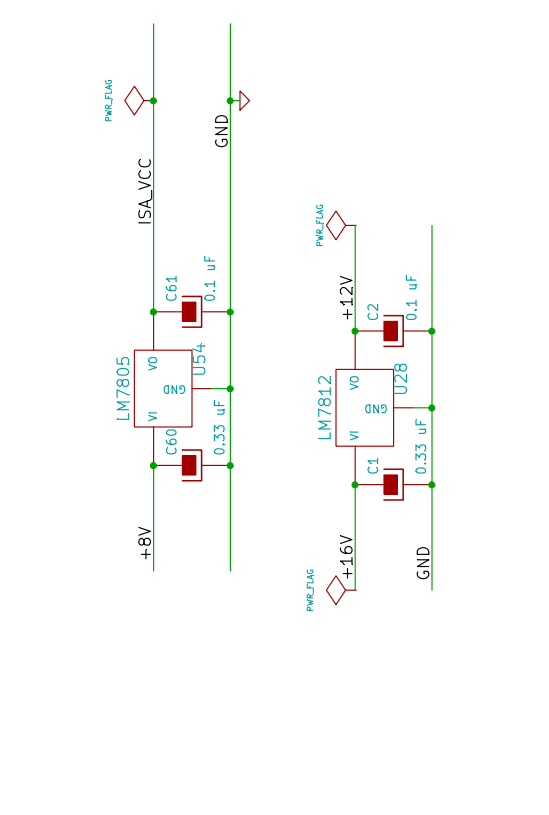 PWR_FLAG
ISA_VCC
GND
C61
0.1 uF
LM7805
VO
GND
VI
U54
C60
0.33 uF
+8V
PWR_FLAG
+12V
C2
0.1 uF
LM7812
VO
GND
VI
U28
C1
0.33 uF
+16V
GND
PWR_FLAG